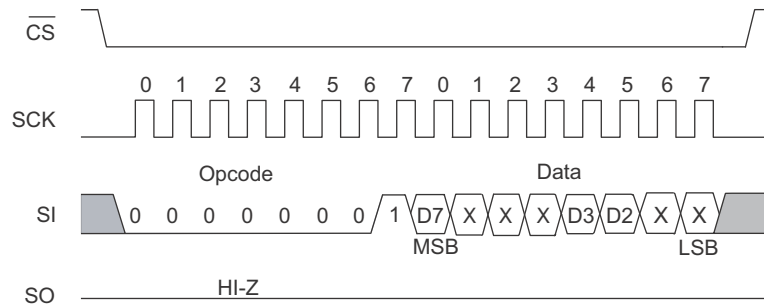 CS
0 1 2 3 4 5 6 7 0 1 2 3 4 5 6 7
SCK
Opcode Data
SI 0 0 0 0 0 0 0 1 D7 X X X D3 D2 X X
MSB LSB
HI-Z
SO